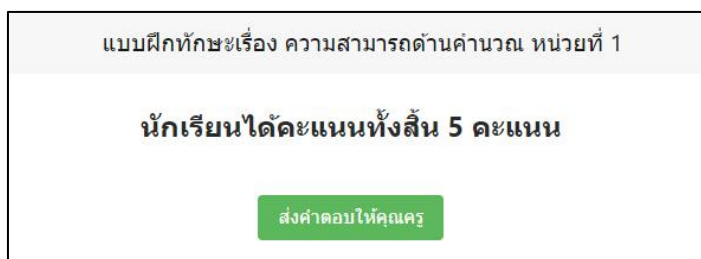 แบบฝึกทักษะเรื่อง ความสามารถด้านคำนวณ หน่วยที่ 1
นักเรียนได้คะแนนทั้งสิ้น 5 คะแนน
ส่งคำตอบให้คุณครู